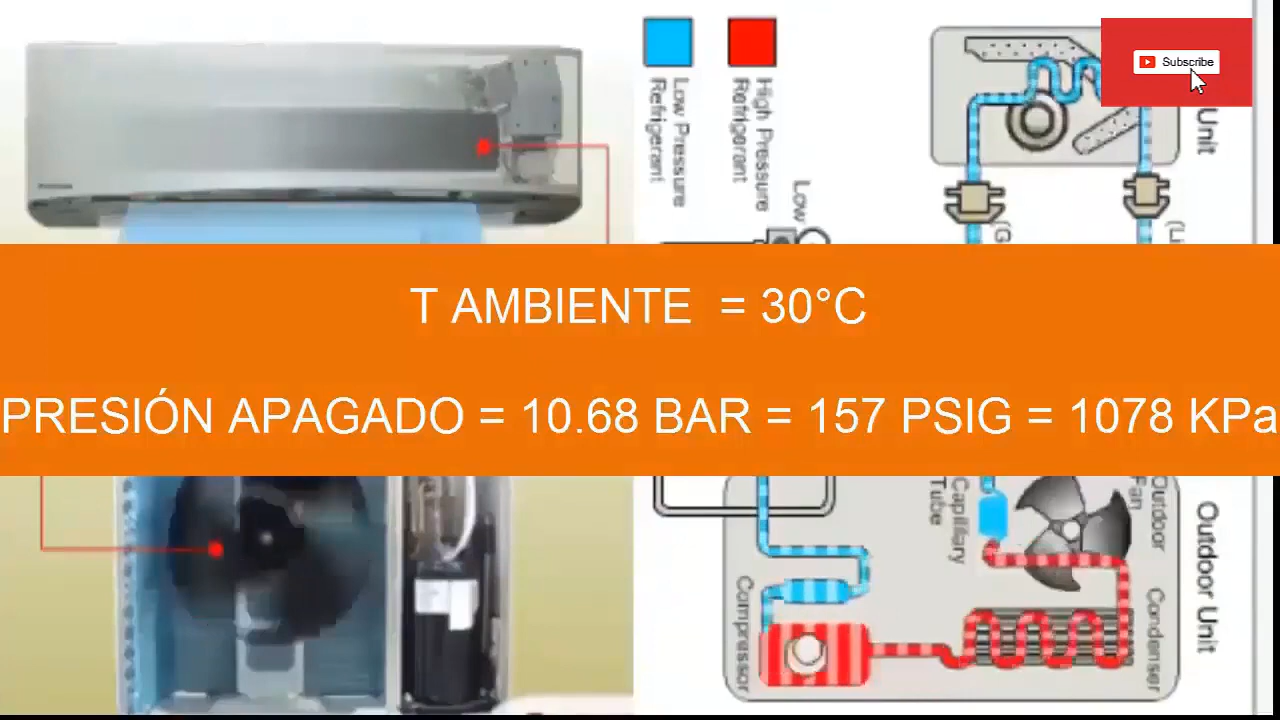 Subscribe
Low Pressure
Refrigerant
High Pressure
Refrigerant
Unit
Low
T AMBIENTE = 30°C
PRESIÓN APAGADO = 10.68 BAR = 157 PSIG = 1078 KPa
Capillary
Tube
Outdoor
Fan
Outdoor Unit
Compressor
Condenser